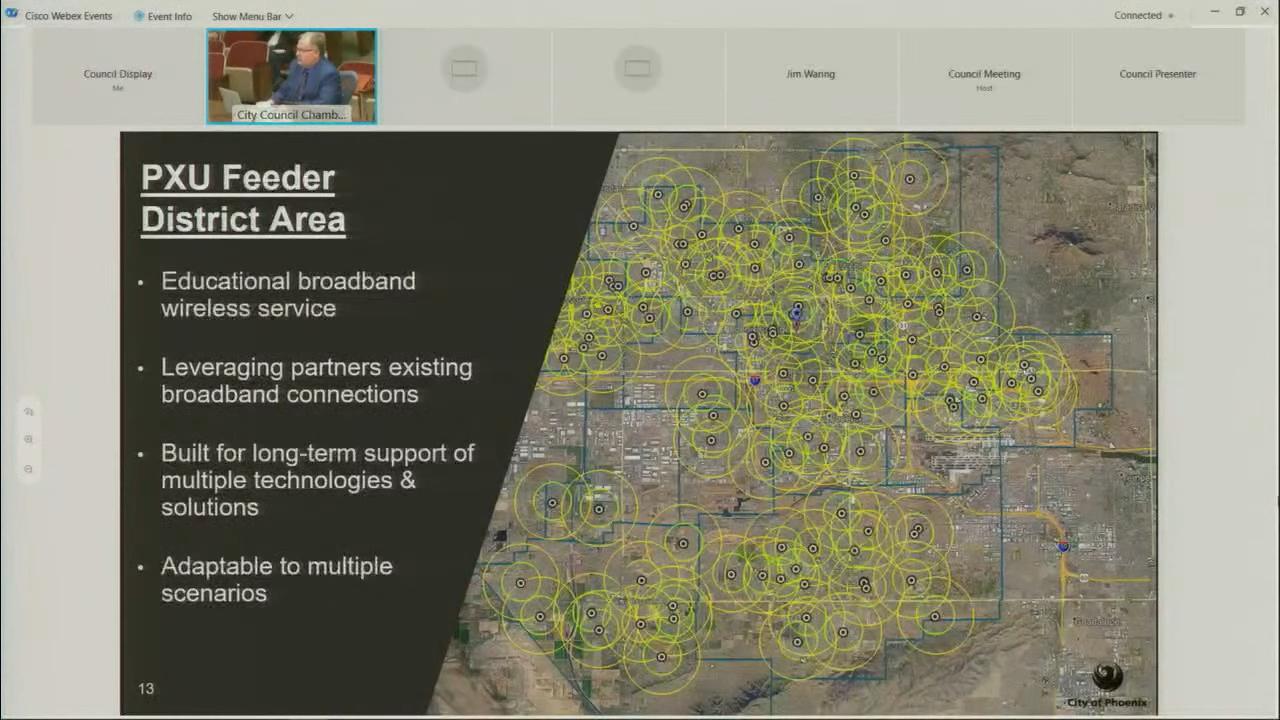 Cisco Webex Events
Event Info
Show Menu Bar
Connected
Council Display
Me
City Council Chamb...
Jim Waring
Council Meeting
Host
Council Presenter
PXU Feeder
District Area
• Educational broadband
wireless service
• Leveraging partners existing
broadband connections
• Built for long-term support of
multiple technologies &
solutions
• Adaptable to multiple
scenarios
13
Guadalupe
City of Phoenix